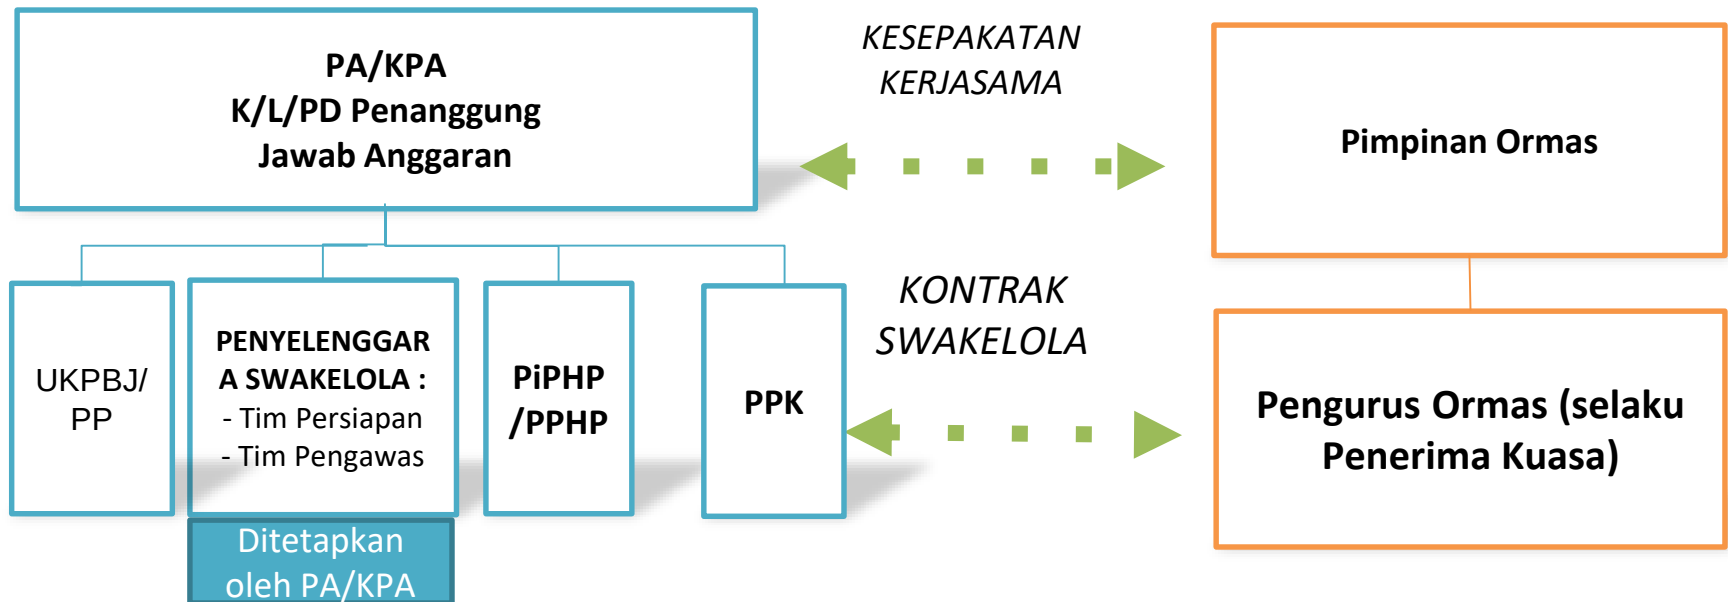 PA/KPA
K/L/PD Penanggung
Jawab Anggaran
KESEPAKATAN
KERJASAMA
Pimpinan Ormas
UKPBJ/
PP
PENYELENGGAR
A SWAKELOLA :
- Tim Persiapan
- Tim Pengawas
Ditetapkan
oleh PA/KPA
PiPHP
/PPHP
PPK
KONTRAK
SWAKELOLA
Pengurus Ormas (selaku
Penerima Kuasa)